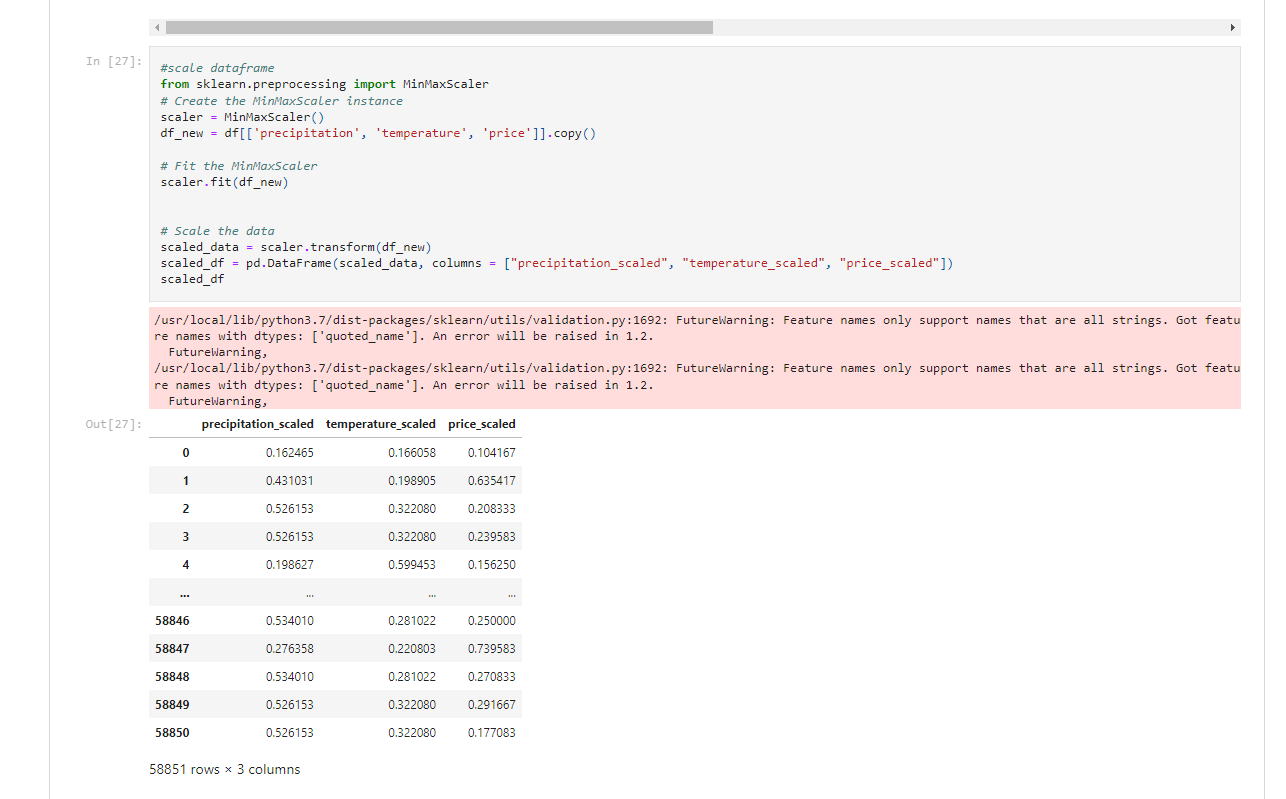 In [27]:
#scale dataframe
from sklearn.preprocessing import MinMaxScaler
# Create the MinMaxScaler instance
scaler = MinMaxScaler()
df_new = df[['precipitation', 'temperature', 'price']].copy()
# Fit the MinMaxScaler
scaler.fit(df_new)
# Scale the data
scaled_data = scaler.transform(df_new)
scaled_df = pd.DataFrame(scaled_data, columns = ["precipitation_scaled", "temperature_scaled", "price_scaled"])
scaled_df
/usr/local/lib/python3.7/dist-packages/sklearn/utils/validation.py:1692: FutureWarning: Feature names only support names that are all strings. Got featu
re names with dtypes: ['quoted_name']. An error will be raised in 1.2.
FutureWarning,
/usr/local/lib/python3.7/dist-packages/sklearn/utils/validation.py:1692: FutureWarning: Feature names only support names that are all strings. Got featu
re names with dtypes: ['quoted_name']. An error will be raised in 1.2.
FutureWarning,
Out[27]:
precipitation_scaled temperature_scaled price_scaled
0 0.162465 0.166058 0.104167
1 0.431031 0.198905 0.635417
2 0.526153 0.322080 0.208333
3 0.526153 0.322080 0.239583
4 0.198627 0.599453 0.156250
... ... ... ...
58846 0.534010 0.281022 0.250000
58847 0.276358 0.220803 0.739583
58848 0.534010 0.281022 0.270833
58849 0.526153 0.322080 0.291667
58850 0.526153 0.322080 0.177083
58851 rows × 3 columns